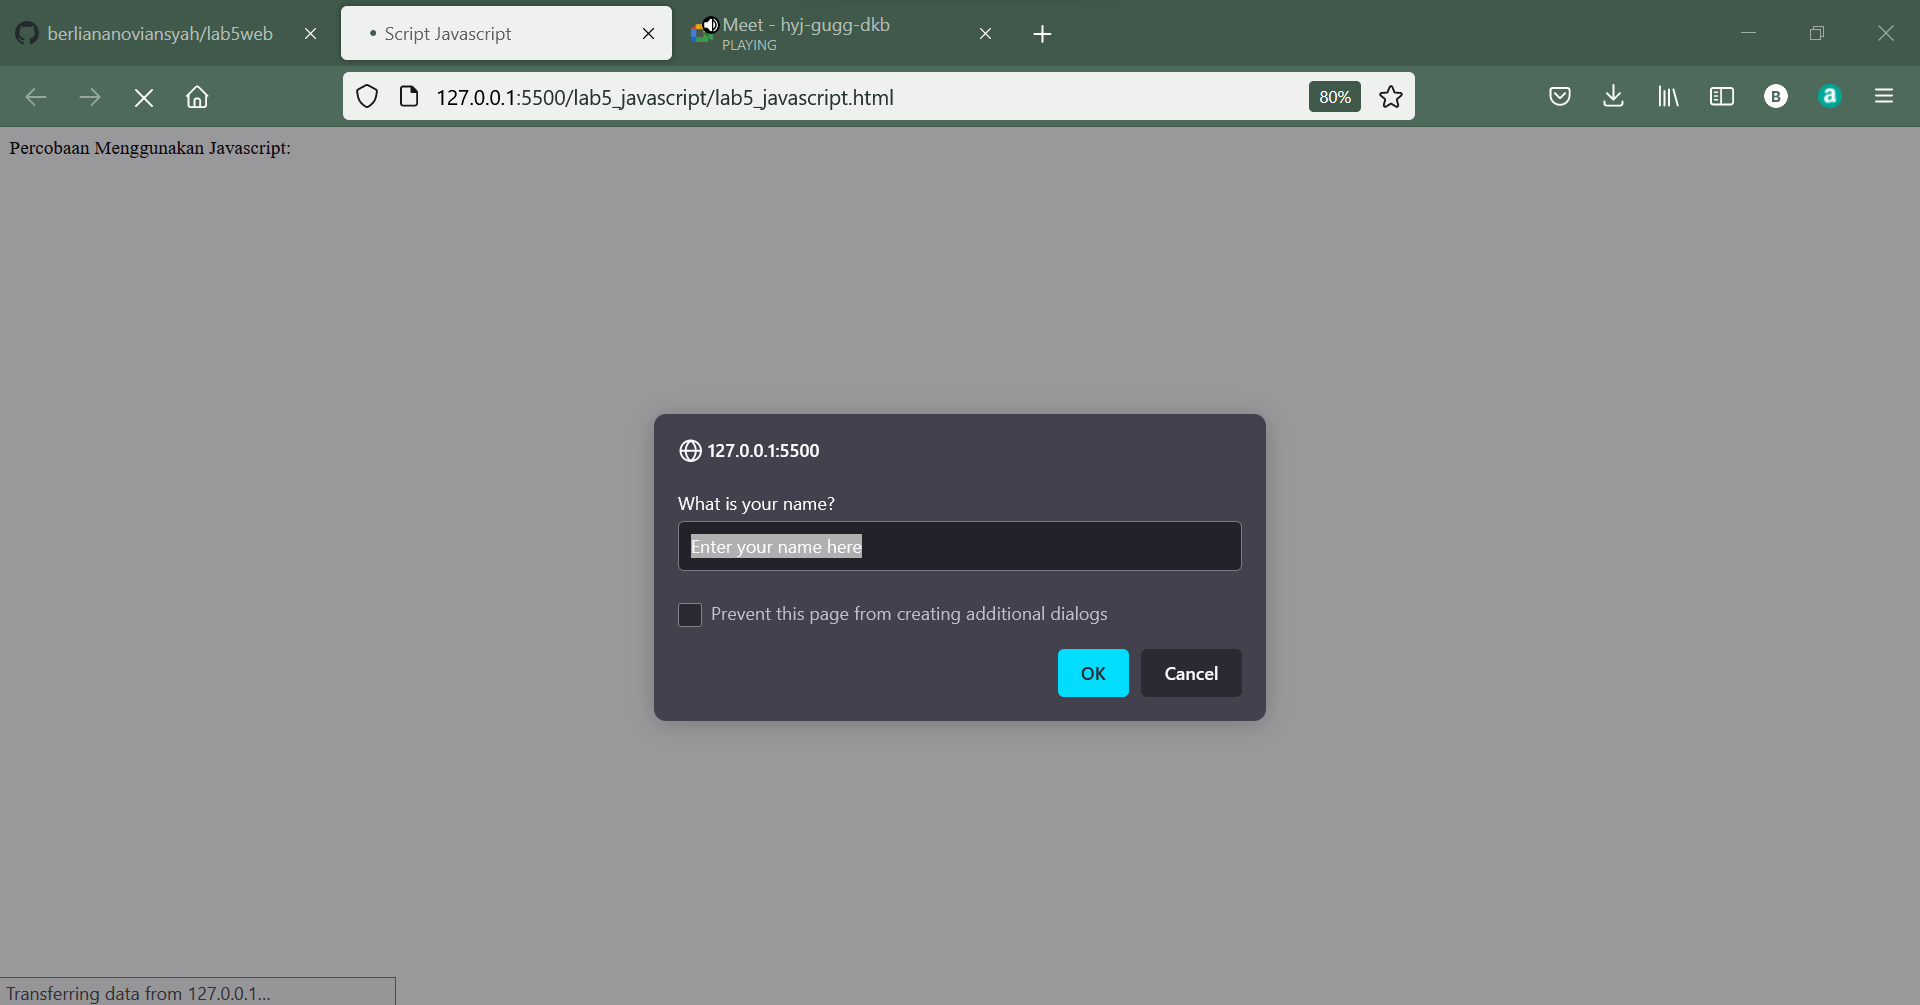 berliananoviansyah/lab5web
• Script Javascript
Meet - hyj-gugg-dkb
PLAYING
127.0.0.1:5500/lab5_javascript/lab5_javascript.html
80%
B
a
Percobaan Menggunakan Javascript:
127.0.0.1:5500
What is your name?
Enter your name here
Prevent this page from creating additional dialogs
OK
Cancel
Transferring data from 127.0.0.1...